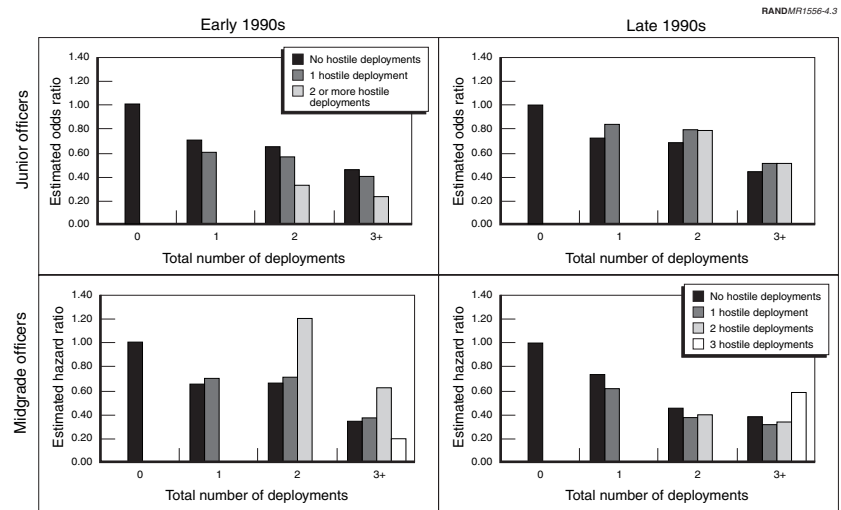 RANDMR1556-4.3
Early 1990s
Late 1990s
Junior officers
Estimated odds ratio
1.40
1.20
1.00
0.80
0.60
0.40
0.20
0.00
No hostile deployments
1 hostile deployment
2 or more hostile
deployments
0 1 2 3+
Total number of deployments
Estimated odds ratio
1.40
1.20
1.00
0.80
0.60
0.40
0.20
0.00
0 1 2 3+
Total number of deployments
Midgrade officers
Estimated hazard ratio
1.40
1.20
1.00
0.80
0.60
0.40
0.20
0.00
0 1 2 3+
Total number of deployments
Estimated hazard ratio
1.40
1.20
1.00
0.80
0.60
0.40
0.20
0.00
No hostile deployments
1 hostile deployment
2 hostile deployments
3 hostile deployments
0 1 2 3+
Total number of deployments